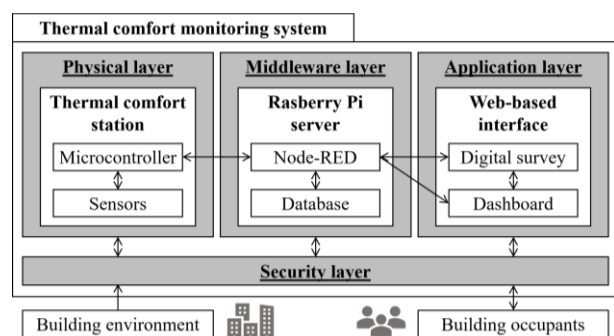 Thermal comfort monitoring system
Physical layer
Middleware layer
Application layer
Thermal comfort
station
Rasberry Pi
server
Web-based
interface
Microcontroller
Node-RED
Digital survey
Sensors
Database
Dashboard
Security layer
Building environment
Building occupants